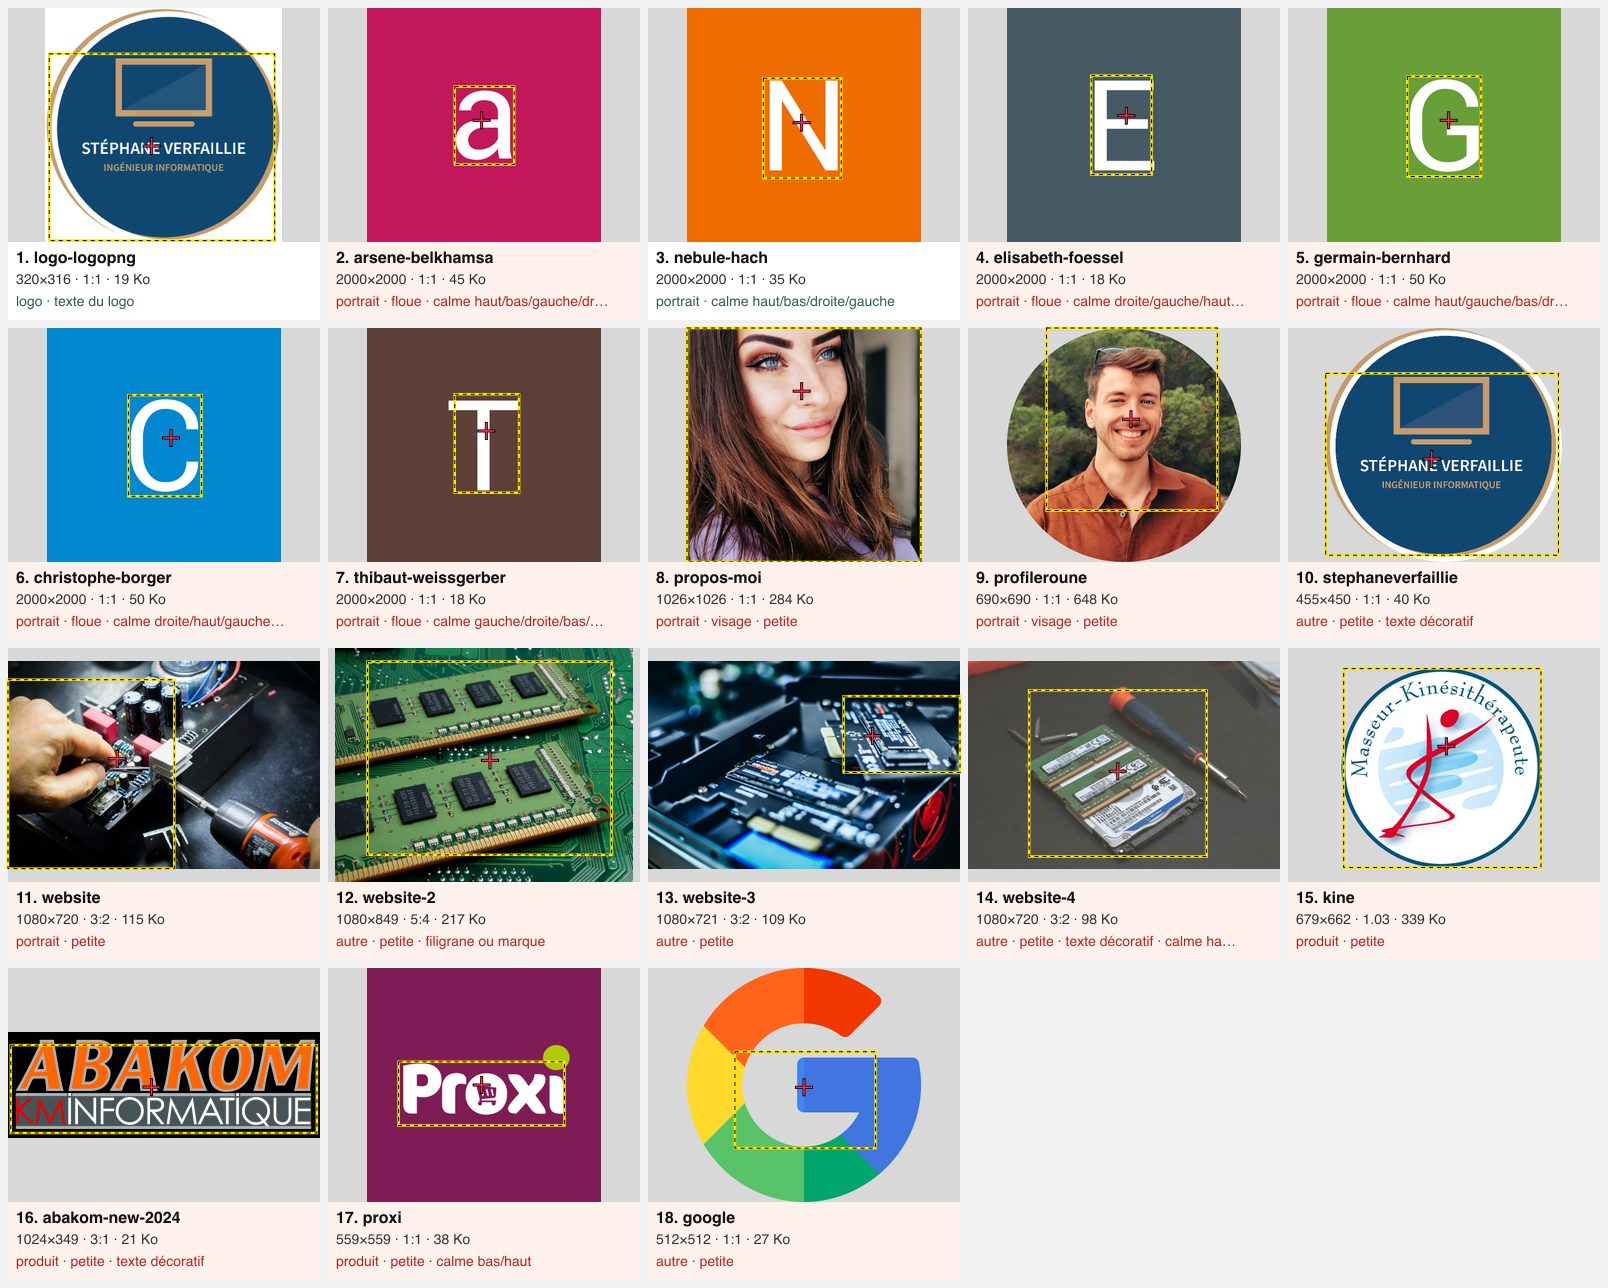 STÉPHANE VERFAILLIE
INGÉNIEUR INFORMATIQUE
1. logo-logopng
320×316 · 1:1 · 19 Ko
logo · texte du logo
a
2. arsene-belkhamsa
2000×2000 · 1:1 · 45 Ko
portrait · floue · calme haut/bas/gauche/dr…
N
3. nebule-hach
2000×2000 · 1:1 · 35 Ko
portrait · calme haut/bas/droite/gauche
E
4. elisabeth-foessel
2000×2000 · 1:1 · 18 Ko
portrait · floue · calme droite/gauche/haut…
G
5. germain-bernhard
2000×2000 · 1:1 · 50 Ko
portrait · floue · calme haut/gauche/bas/dr…
C
6. christophe-borger
2000×2000 · 1:1 · 50 Ko
portrait · floue · calme droite/haut/gauche…
T
7. thibaut-weissgerber
2000×2000 · 1:1 · 18 Ko
portrait · floue · calme gauche/droite/bas/…
8. propos-moi
1026×1026 · 1:1 · 284 Ko
portrait · visage · petite
9. profileroune
690×690 · 1:1 · 648 Ko
portrait · visage · petite
STÉPHANE VERFAILLIE
INGÉNIEUR INFORMATIQUE
10. stephaneverfaillie
455×450 · 1:1 · 40 Ko
autre · petite · texte décoratif
11. website
1080×720 · 3:2 · 115 Ko
portrait · petite
12. website-2
1080×849 · 5:4 · 217 Ko
autre · petite · filigrane ou marque
13. website-3
1080×721 · 3:2 · 109 Ko
autre · petite
14. website-4
1080×720 · 3:2 · 98 Ko
autre · petite · texte décoratif · calme ha…
Masseur-Kinésithérapeute
15. kine
679×662 · 1.03 · 339 Ko
produit · petite
ABAKOM
KMINFORMATIQUE
16. abakom-new-2024
1024×349 · 3:1 · 21 Ko
produit · petite · texte décoratif
Proxi
17. proxi
559×559 · 1:1 · 38 Ko
produit · petite · calme bas/haut
G
18. google
512×512 · 1:1 · 27 Ko
autre · petite